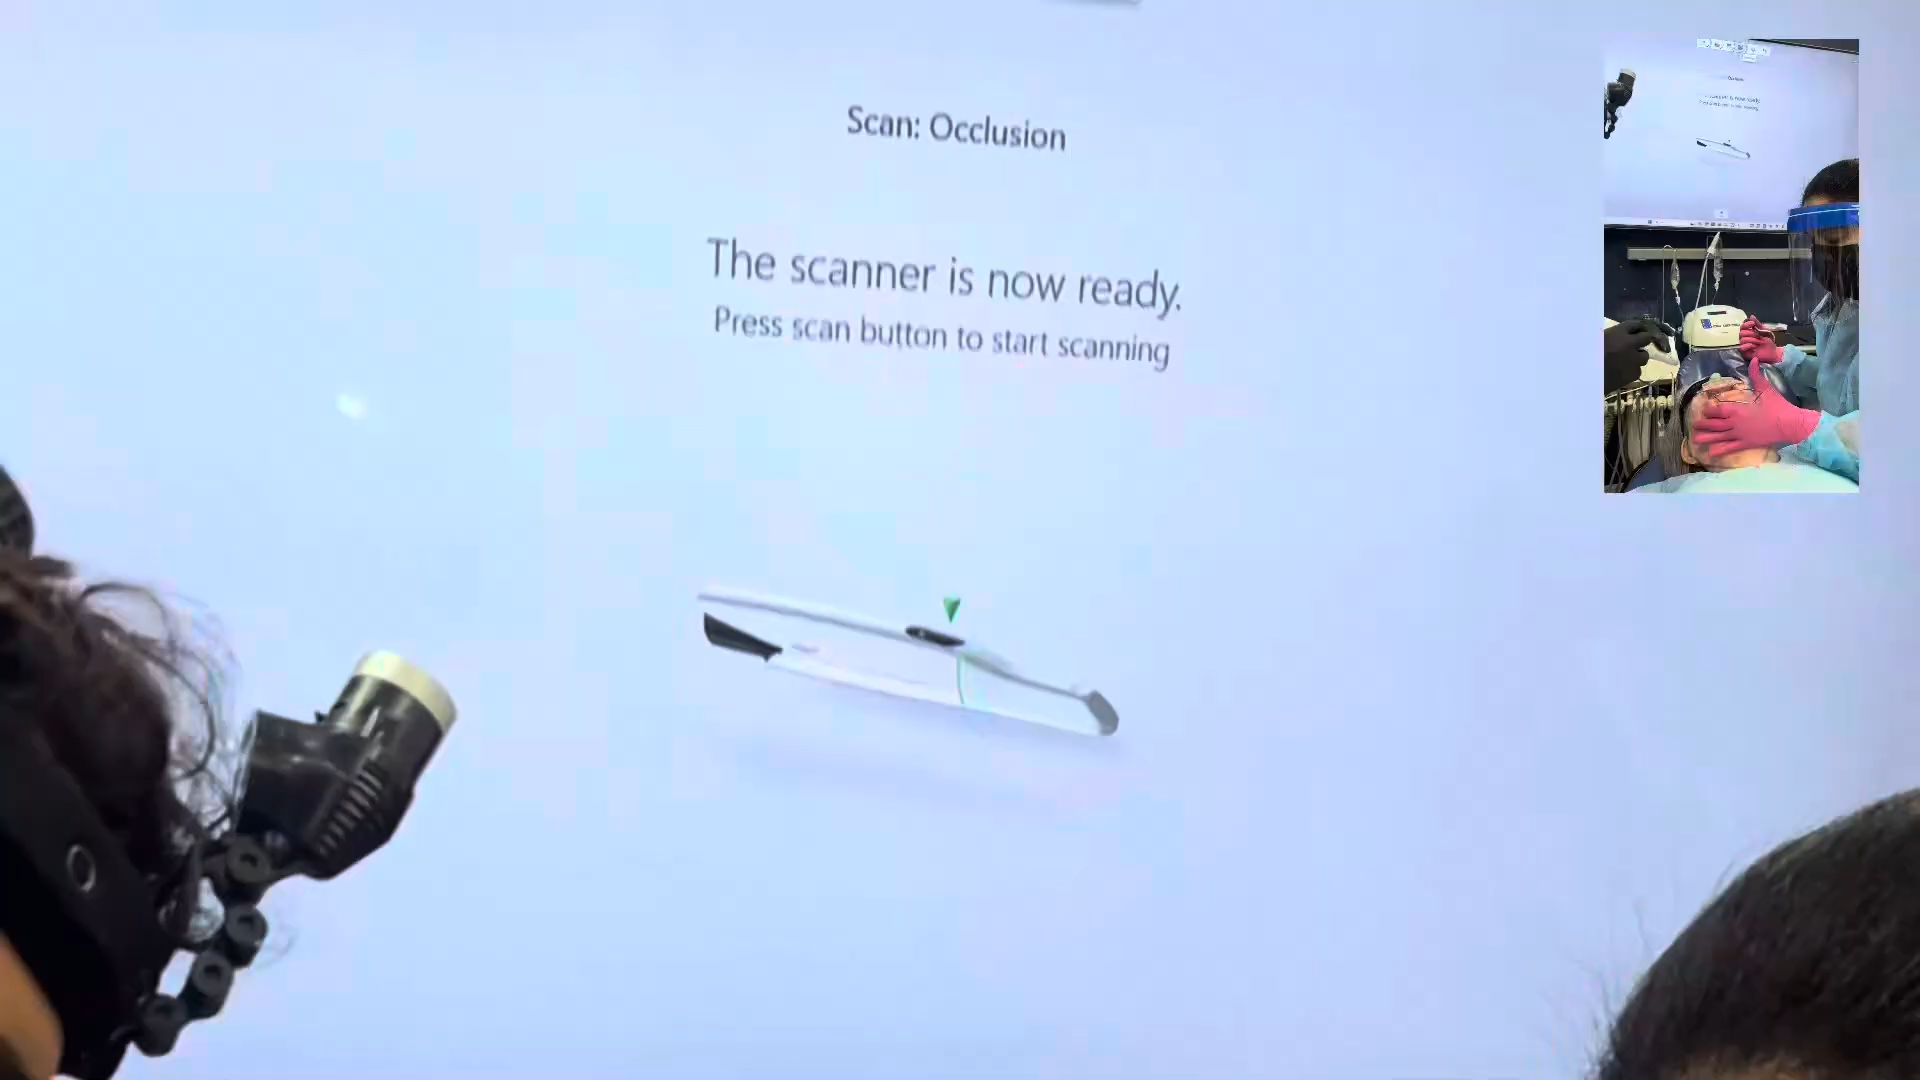 Scan: Occlusion
The scanner is now ready.
Press scan button to start scanning